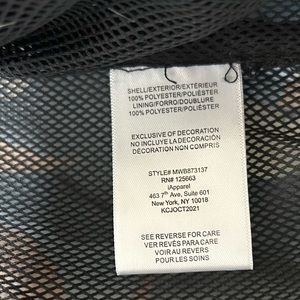 SHELL/EXTERIOR/EXTÉRIEUR
100% POLYESTER/POLIÉSTER
LINING/FORRO/DOUBLURE
100% POLYESTER/POLIÉSTER
EXCLUSIVE OF DECORATION
NO INCLUYE LA DECORACIÓN
DÉCORATION NON COMPRIS
STYLE# MWB873137
RN# 125663
iApparel
463 7th Ave, Suite 601
New York, NY 10018
KCJOCT2021
SEE REVERSE FOR CARE
VER REVÉS PARA CARE
VOIR AU REVERS
POUR LES SOINS